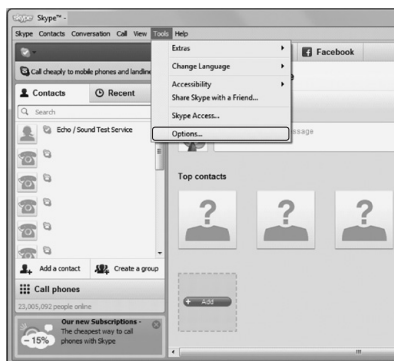 Skype™ -
Skype Contacts Conversation Call View Tools Help
Extras
Change Language
Accessibility
Share Skype with a Friend...
Skype Access...
Options...
Facebook
Call cheaply to mobile phones and landline
Contacts
Recent
Search
Echo / Sound Test Service
Top contacts
Add a contact
Create a group
Call phones
23,005,092 people online
Add
Our new Subscriptions -
The cheapest way to call
phones with Skype
- 15%